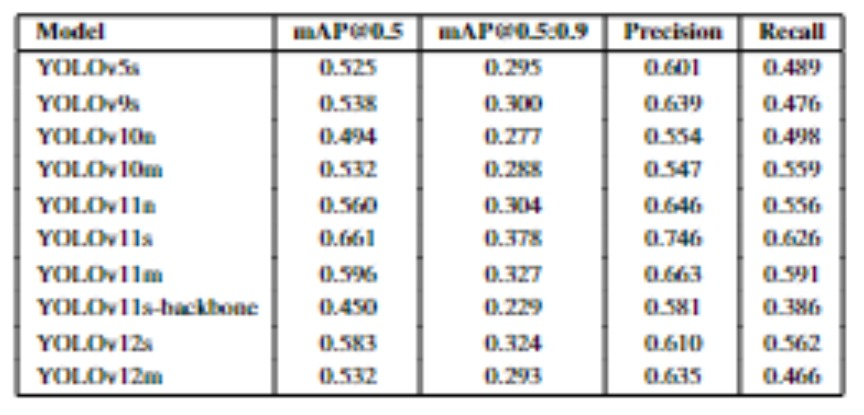 Model mAP@0.5 mAP@0.5:0.9 Precision Recall
YOLOv5s 0.525 0.295 0.601 0.489
YOLOv9s 0.538 0.300 0.639 0.476
YOLOv10n 0.494 0.277 0.554 0.498
YOLOv10m 0.532 0.288 0.547 0.559
YOLOv11n 0.560 0.304 0.646 0.556
YOLOv11s 0.661 0.378 0.746 0.626
YOLOv11m 0.596 0.327 0.663 0.591
YOLOv11s-backbone 0.450 0.229 0.581 0.386
YOLOv12s 0.583 0.324 0.610 0.562
YOLOv12m 0.532 0.293 0.635 0.466